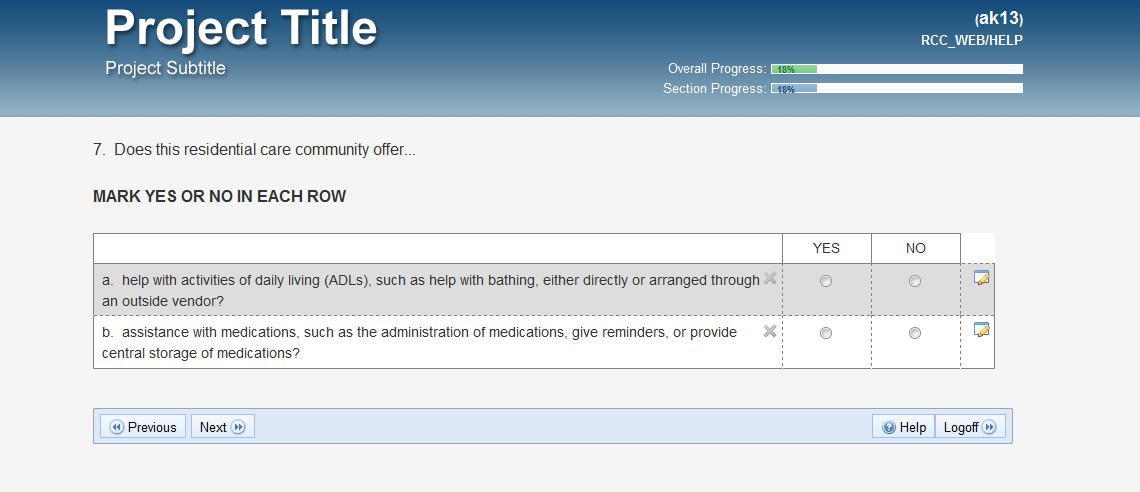 Project Title
Project Subtitle
(ak13)
RCC_WEB/HELP
Overall Progress: 18%
Section Progress: 18%
7. Does this residential care community offer...
MARK YES OR NO IN EACH ROW
YES NO
a. help with activities of daily living (ADLs), such as help with bathing, either directly or arranged through
an outside vendor?
b. assistance with medications, such as the administration of medications, give reminders, or provide
central storage of medications?
Previous Next Help Logoff